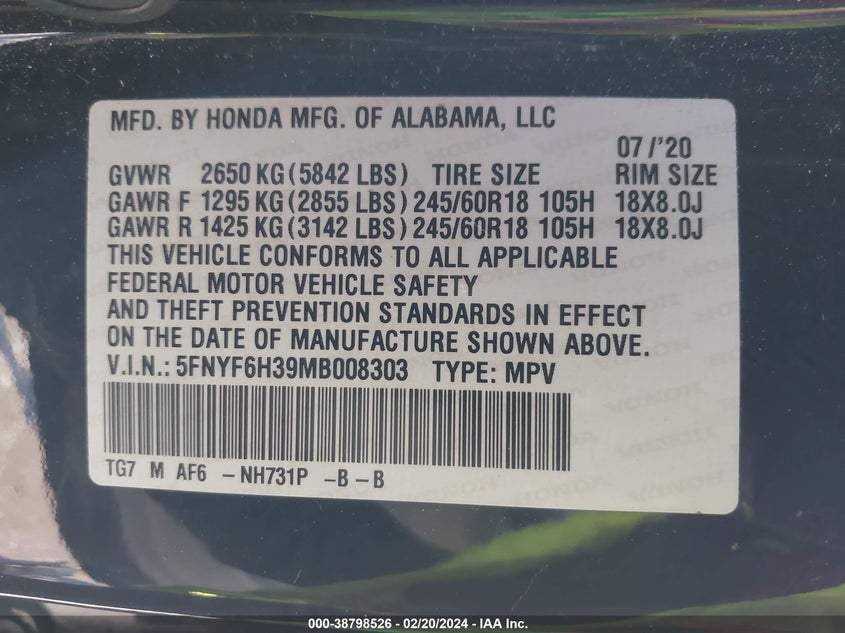 MFD. BY HONDA MFG. OF ALABAMA, LLC
07/'20
GVWR 2650 KG (5842 LBS) TIRE SIZE RIM SIZE
GAWR F 1295 KG (2855 LBS) 245/60R18 105H 18X8.0J
GAWR R 1425 KG (3142 LBS) 245/60R18 105H 18X8.0J
THIS VEHICLE CONFORMS TO ALL APPLICABLE
FEDERAL MOTOR VEHICLE SAFETY
AND THEFT PREVENTION STANDARDS IN EFFECT
ON THE DATE OF MANUFACTURE SHOWN ABOVE.
V.I.N.: 5FNYF6H39MB008303 TYPE: MPV
TG7 M AF6 -NH731P -B-B
000-38798526 - 02/20/2024 - IAA Inc.